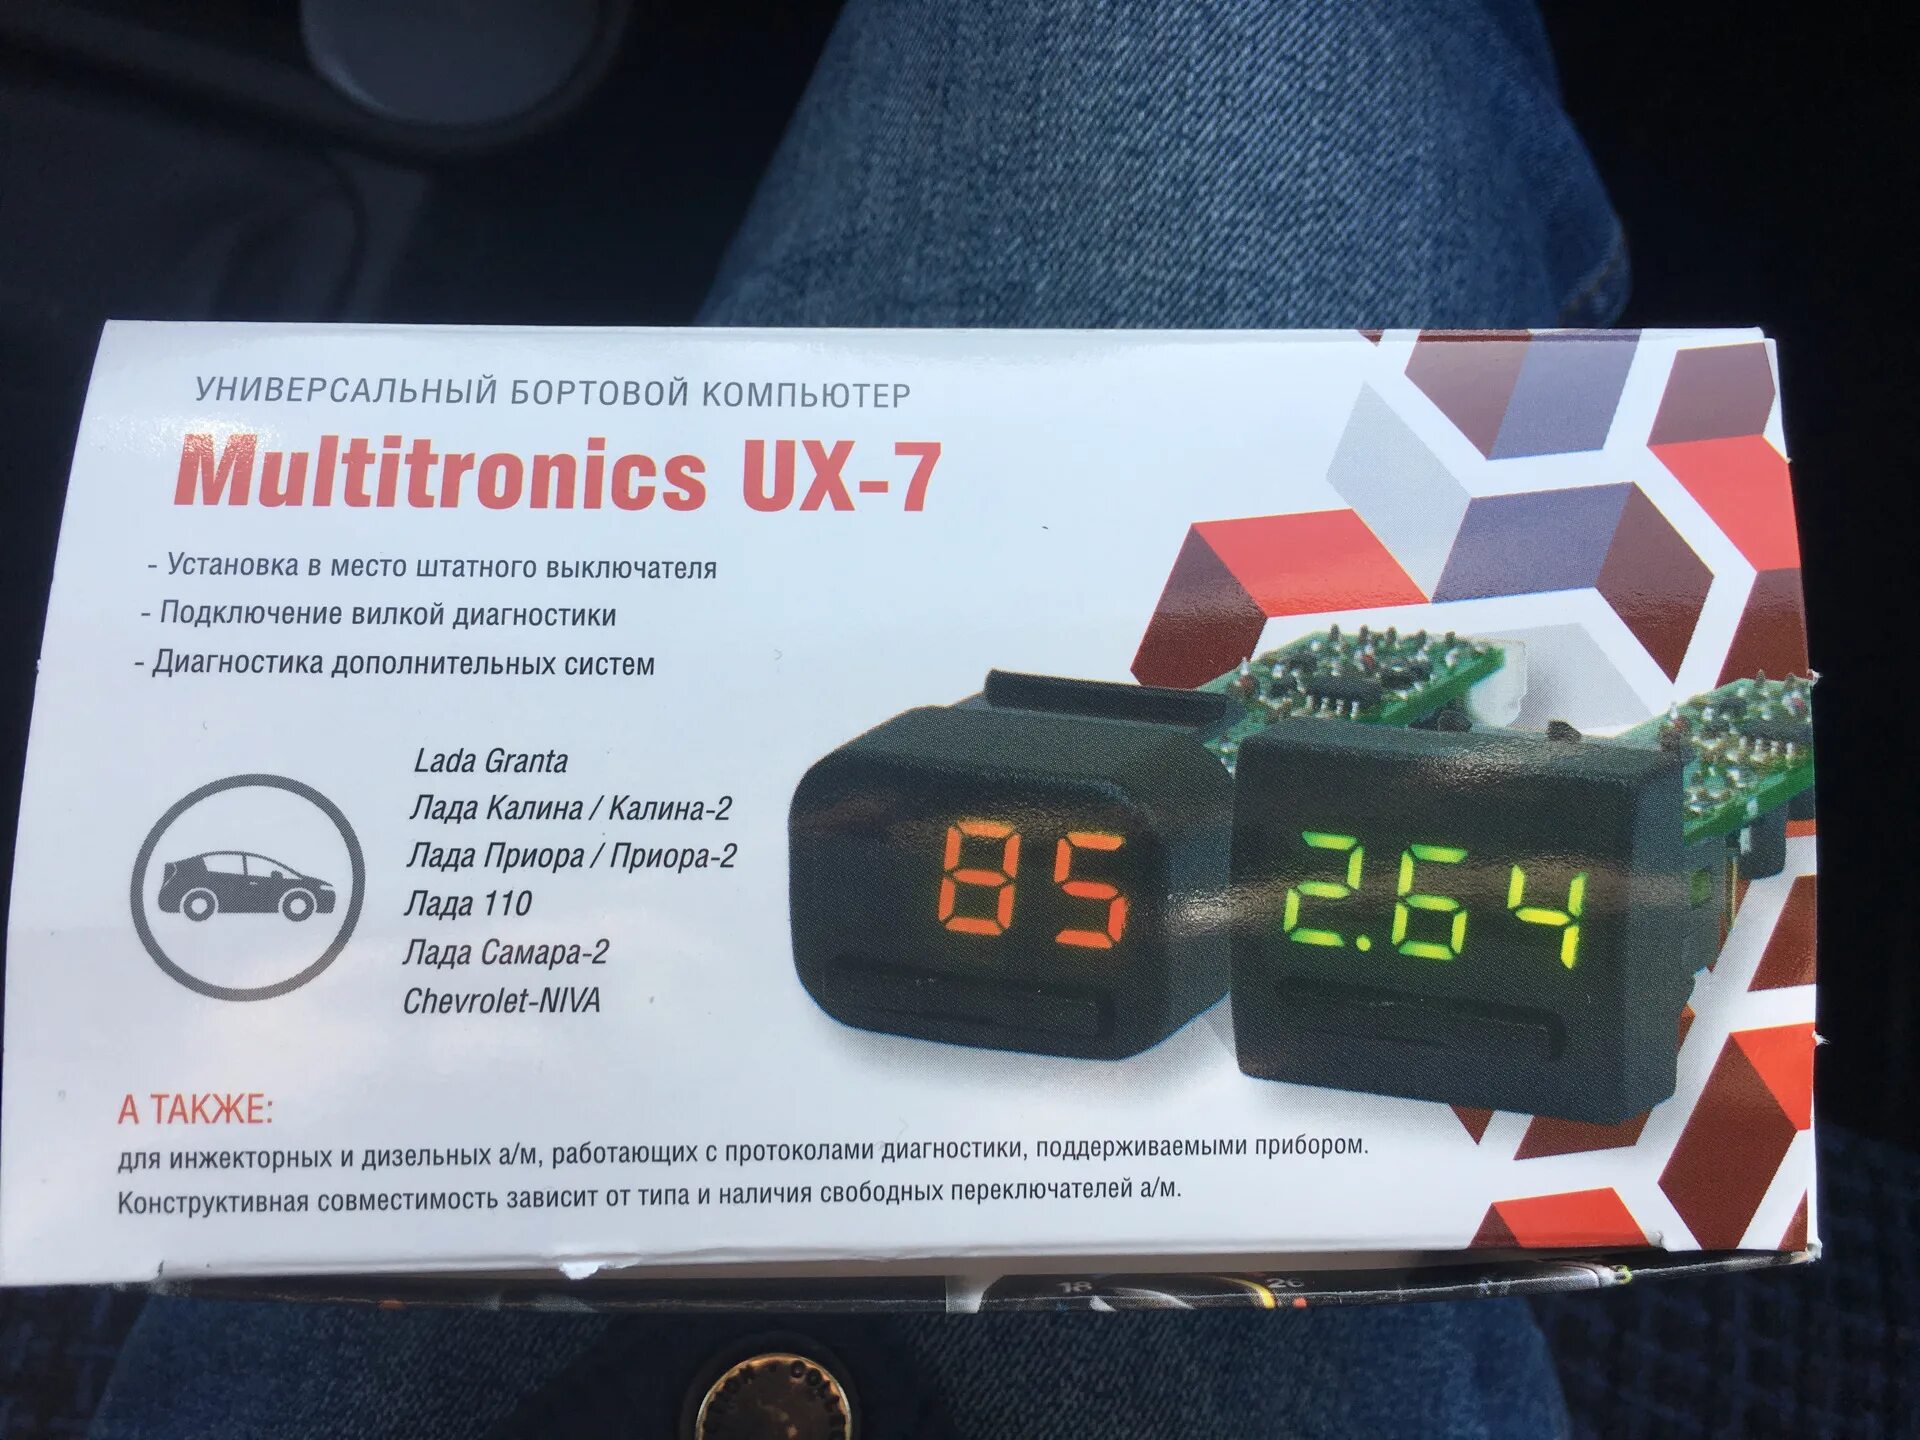 УНИВЕРСАЛЬНЫЙ БОРТОВОЙ КОМПЬЮТЕР
Multitronics UX-7
- Установка в место штатного выключателя
- Подключение вилкой диагностики
- Диагностика дополнительных систем
Lada Granta
Лада Калина / Калина-2
Лада Приора / Приора-2
Лада 110
Лада Самара-2
Chevrolet-NIVA
85
2.64
А ТАКЖЕ:
для инжекторных и дизельных а/м, работающих с протоколами диагностики, поддерживаемыми прибором.
Конструктивная совместимость зависит от типа и наличия свободных переключателей а/м.
18
20